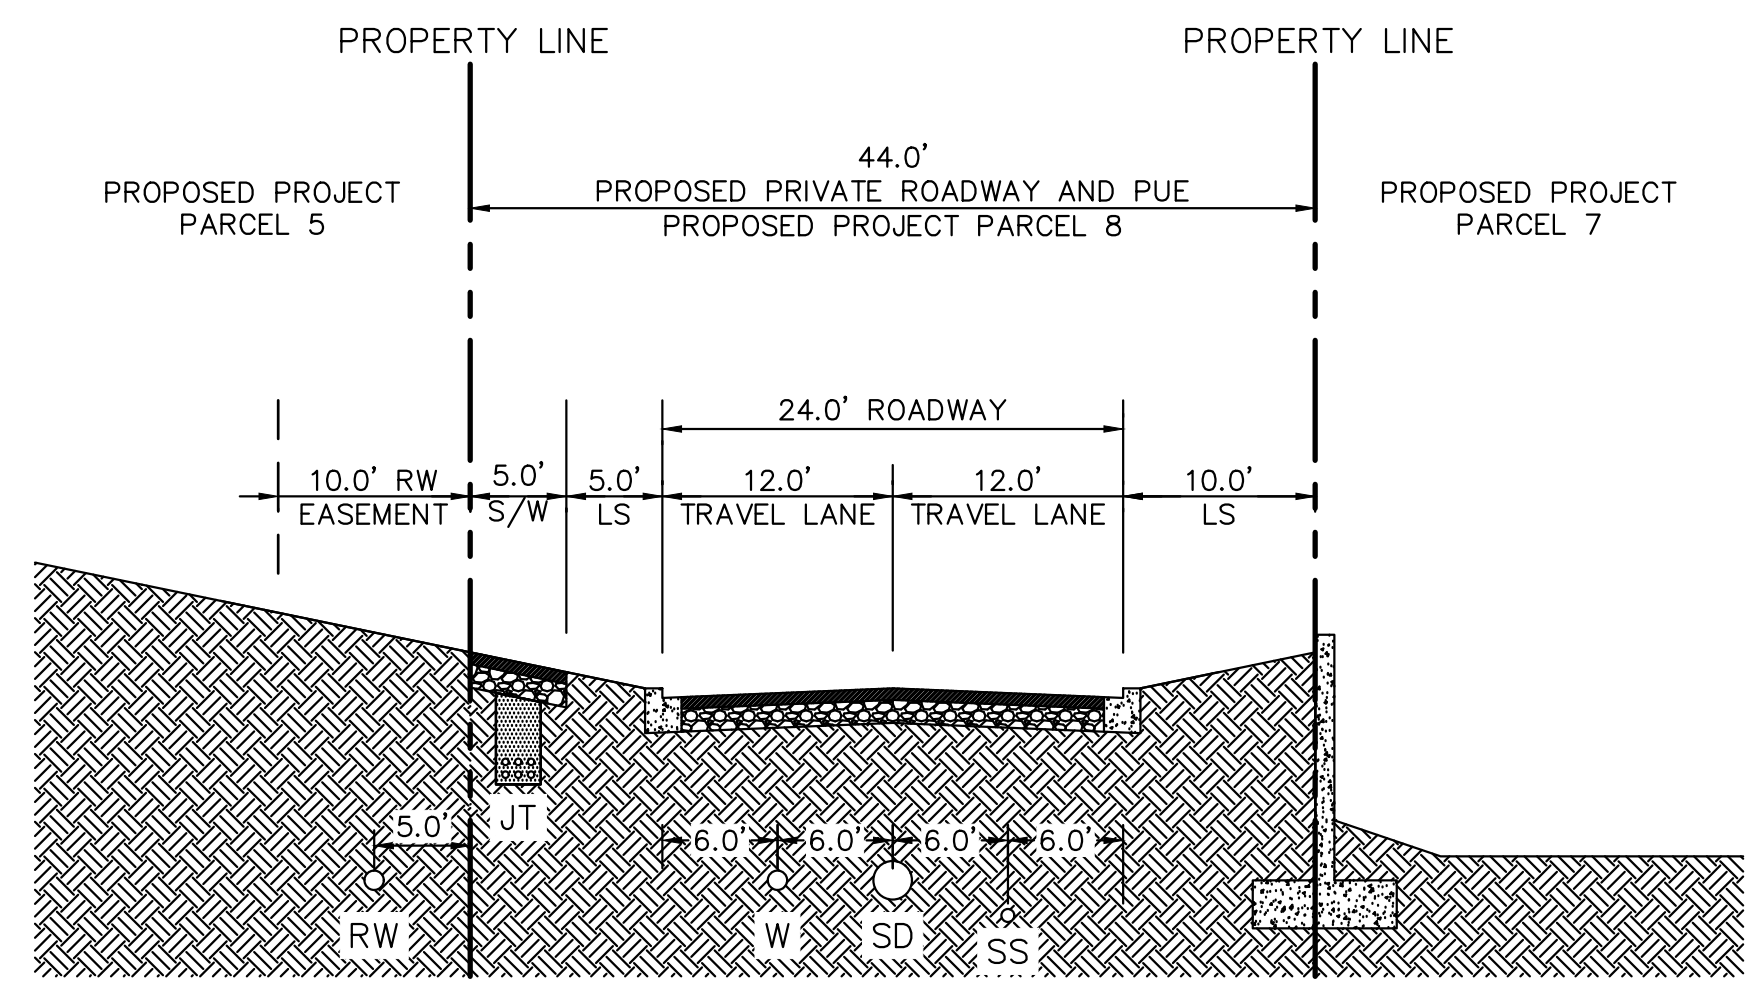 PROPERTY LINE
PROPERTY LINE
44.0'
PROPOSED PRIVATE ROADWAY AND PUE
PROPOSED PROJECT PARCEL 8
PROPOSED PROJECT
PARCEL 5
PROPOSED PROJECT
PARCEL 7
24.0' ROADWAY
10.0' RW
EASEMENT
5.0'
S/W
5.0'
LS
12.0'
TRAVEL LANE
12.0'
TRAVEL LANE
10.0'
LS
JT
5.0'
6.0'
6.0'
6.0'
6.0'
RW
W
SD
SS